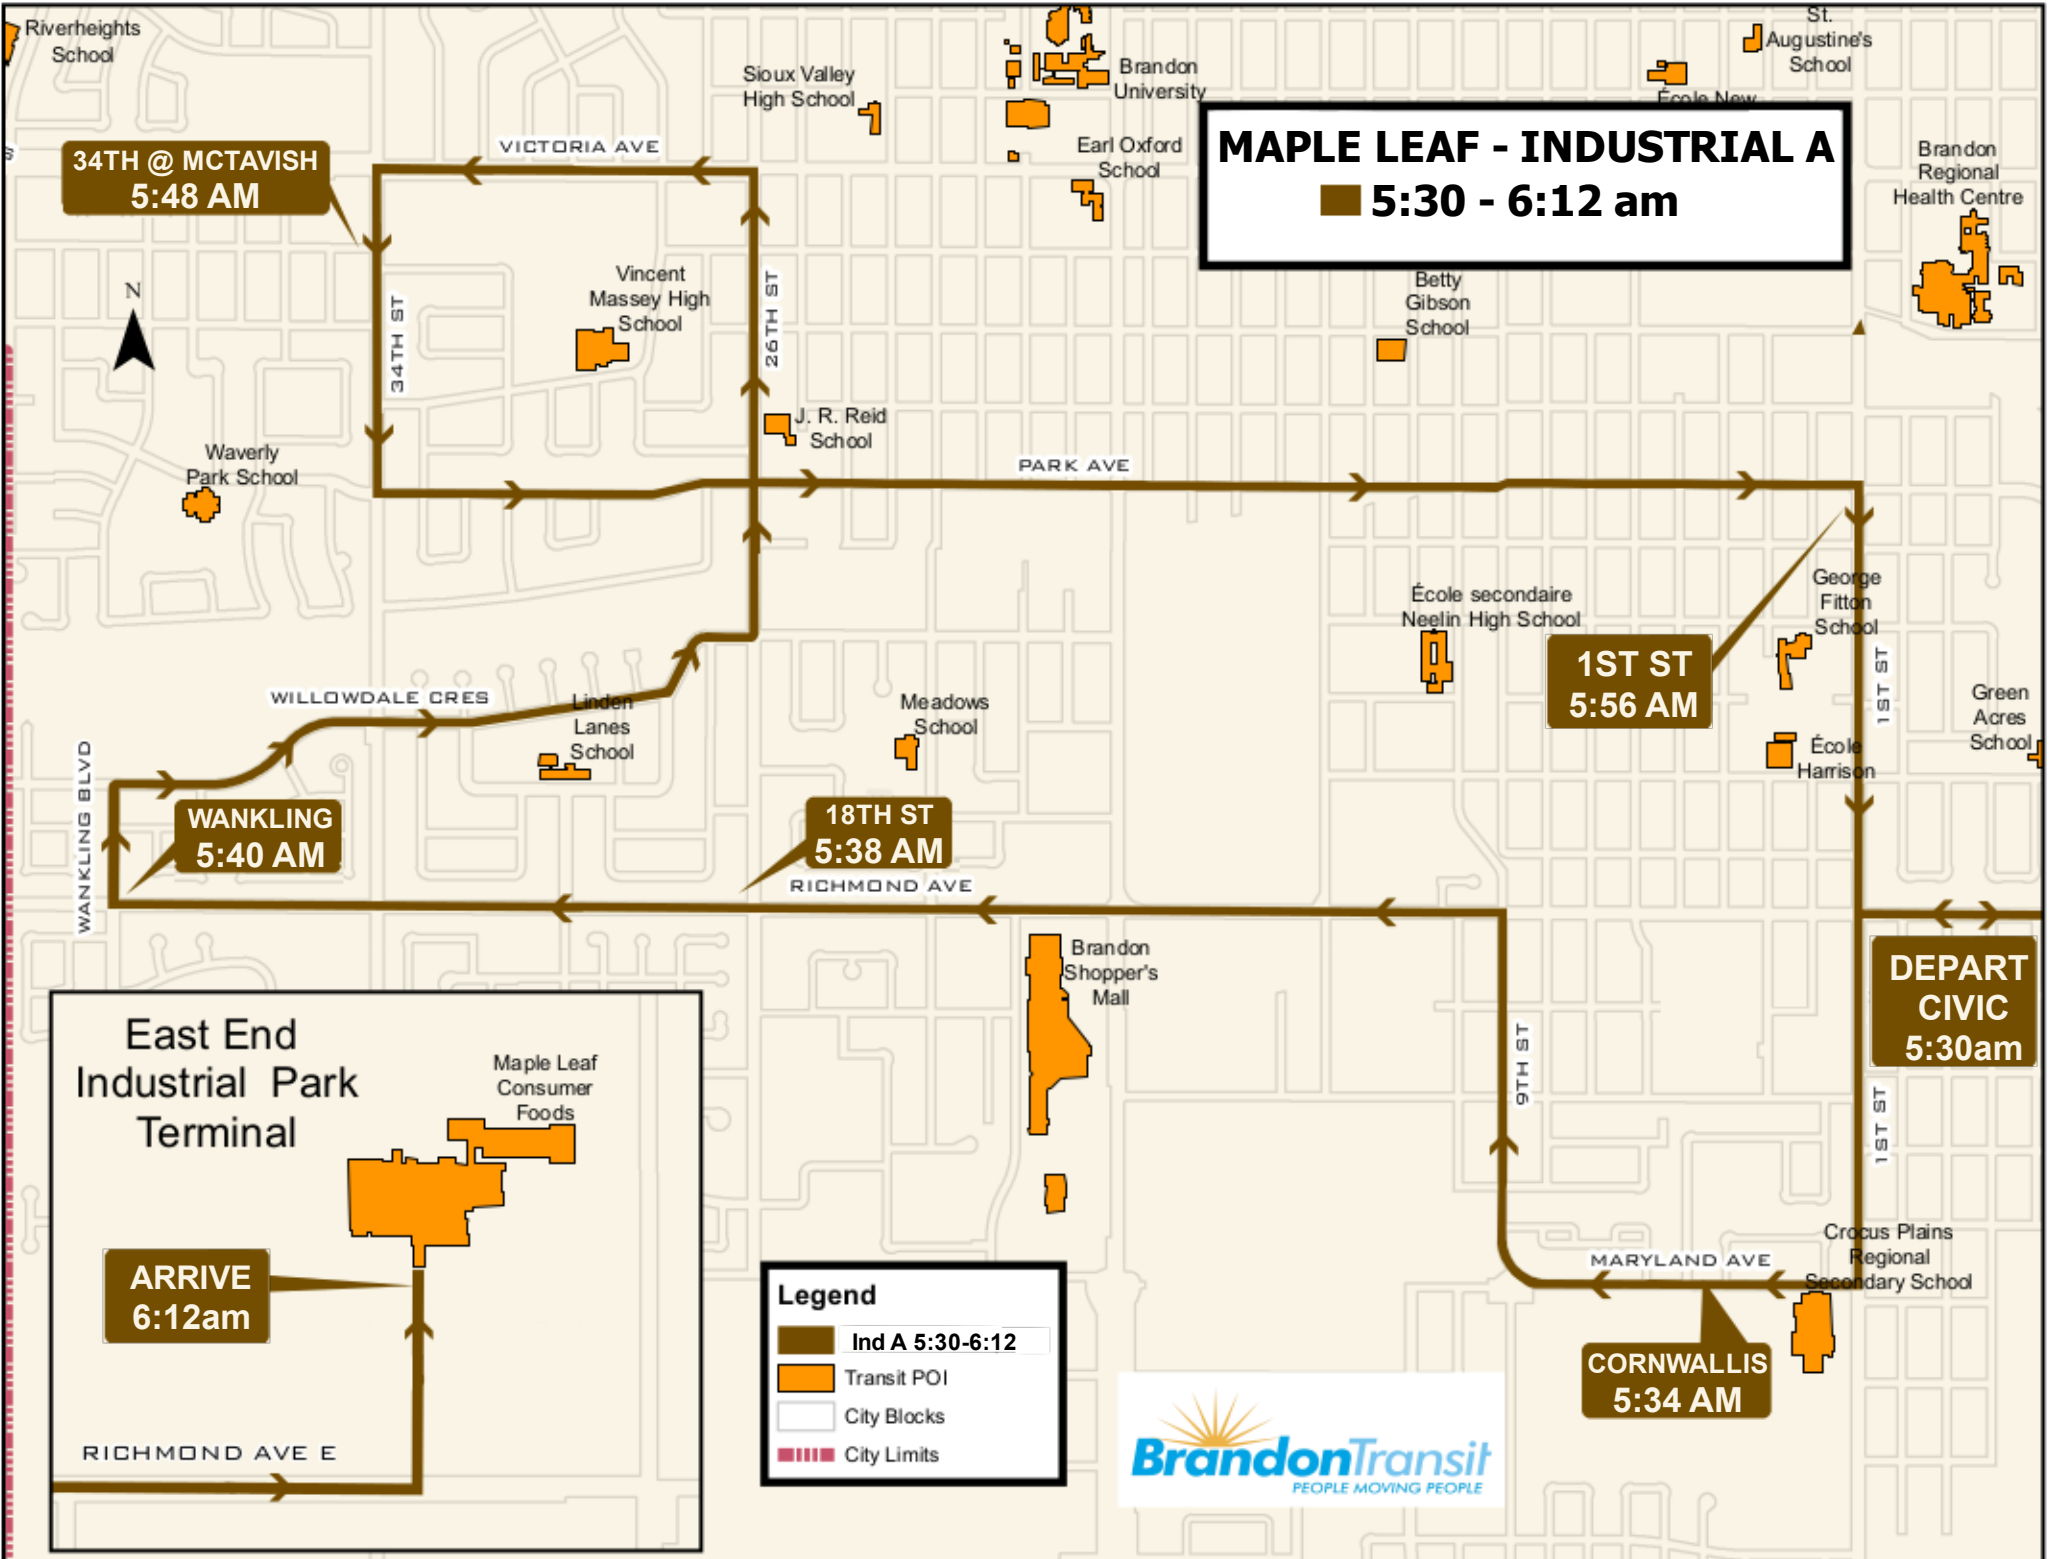 Riverheights
School
Sioux Valley
High School
Brandon
University
Earl Oxford
School
St.
Augustine's
School
École New
MAPLE LEAF - INDUSTRIAL A
5:30 - 6:12 am
Brandon
Regional
Health Centre
34TH @ MCTAVISH
5:48 AM
VICTORIA AVE
N
34TH ST
Vincent
Massey High
School
26TH ST
Betty
Gibson
School
J. R. Reid
School
Waverly
Park School
PARK AVE
École secondaire
Neelin High School
George
Fitton
School
1ST ST
5:56 AM
1ST ST
Green
Acres
School
École
Harrison
WILLOWDALE CRES
Linden
Lanes
School
Meadows
School
WANKLING BLVD
WANKLING
5:40 AM
18TH ST
5:38 AM
RICHMOND AVE
Brandon
Shopper's
Mall
DEPART
CIVIC
5:30am
9TH ST
1ST ST
East End
Industrial Park
Terminal
Maple Leaf
Consumer
Foods
ARRIVE
6:12am
RICHMOND AVE E
Crocus Plains
Regional
Secondary School
MARYLAND AVE
CORNWALLIS
5:34 AM
Legend
Ind A 5:30-6:12
Transit POI
City Blocks
City Limits
BrandonTransit
PEOPLE MOVING PEOPLE